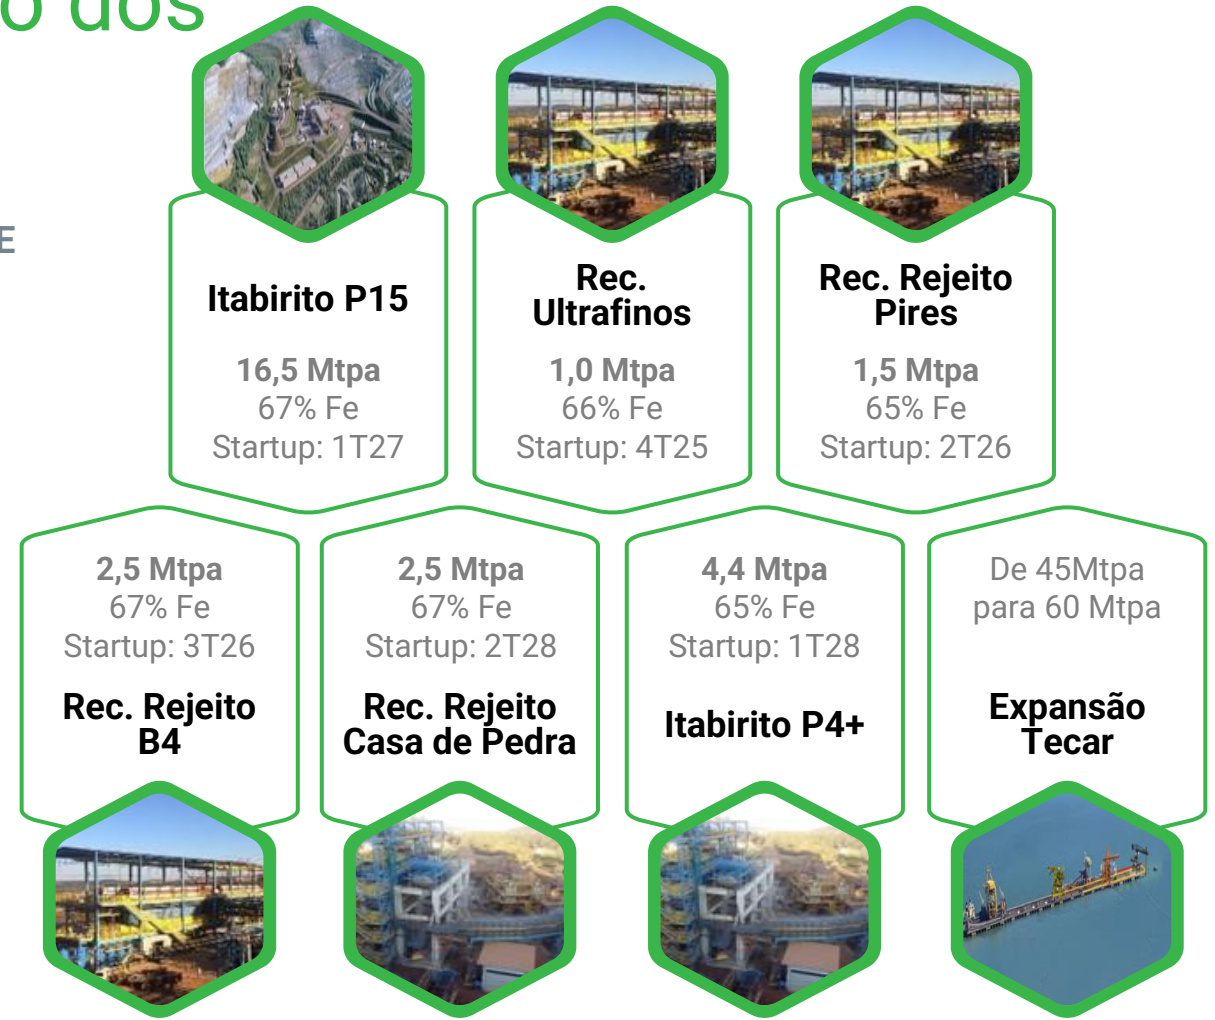 o dos
E
Itabirito P15
16,5 Mtpa
67% Fe
Startup: 1T27
Rec.
Ultrafinos
1,0 Mtpa
66% Fe
Startup: 4T25
Rec. Rejeito
Pires
1,5 Mtpa
65% Fe
Startup: 2T26
2,5 Mtpa
67% Fe
Startup: 3T26
Rec. Rejeito
B4
2,5 Mtpa
67% Fe
Startup: 2T28
Rec. Rejeito
Casa de Pedra
4,4 Mtpa
65% Fe
Startup: 1T28
Itabirito P4+
De 45Mtpa
para 60 Mtpa
Expansão
Tecar